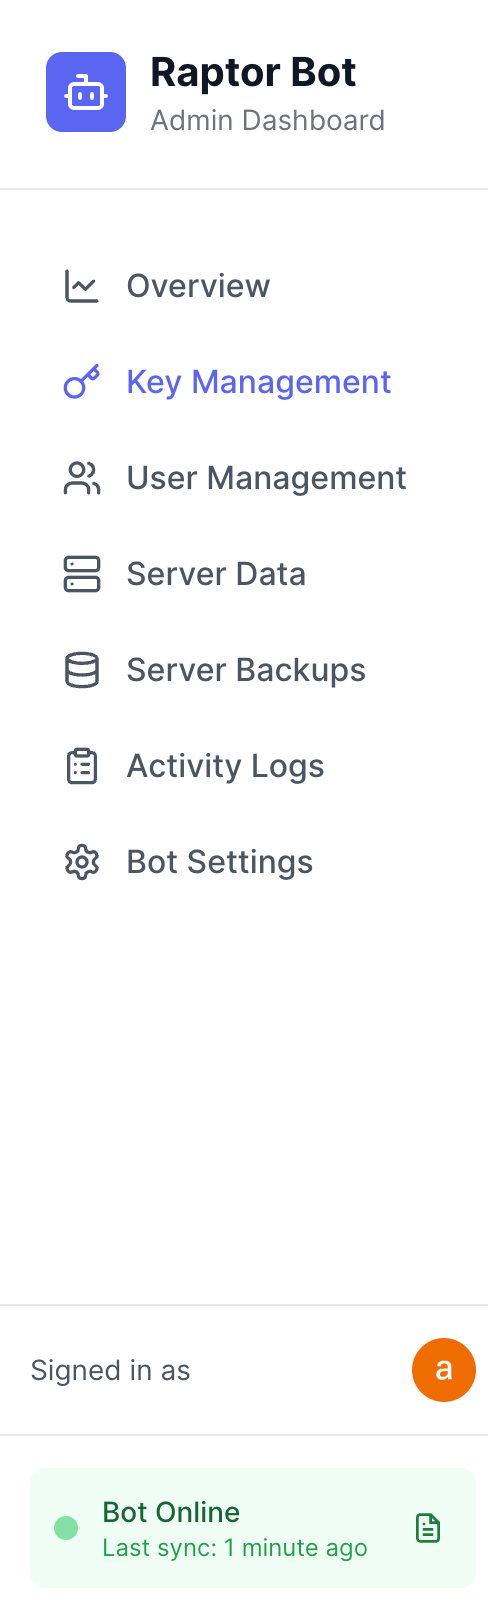 Raptor Bot
Admin Dashboard
Overview
Key Management
User Management
Server Data
Server Backups
Activity Logs
Bot Settings
Signed in as
a
Bot Online
Last sync: 1 minute ago